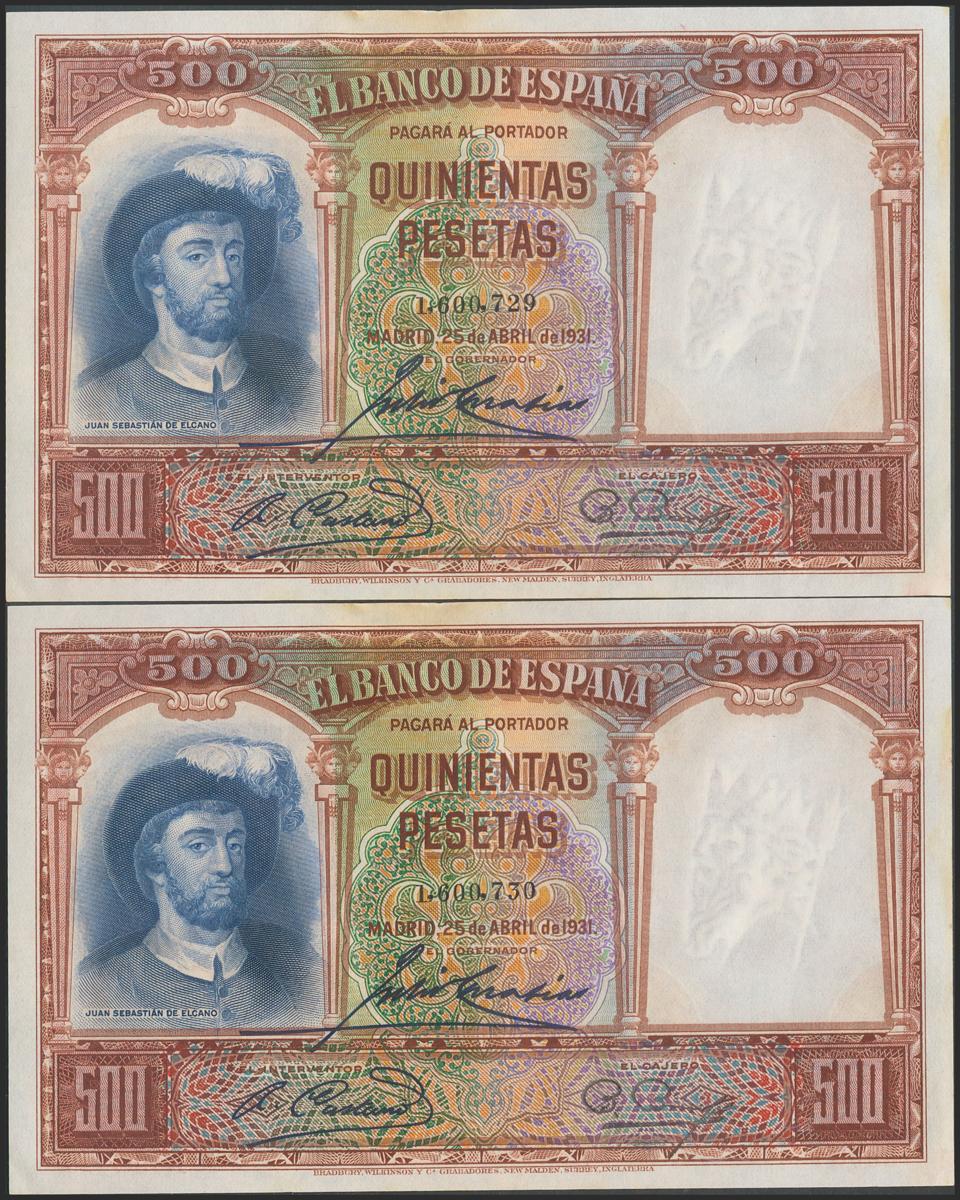 500 500
EL BANCO DE ESPAÑA
PAGARÁ AL PORTADOR
QUINIENTAS
PESETAS
1,600,729
MADRID, 25 de ABRIL de 1931.
EL GOBERNADOR
JUAN SEBASTIÁN DE ELCANO
EL INTERVENTOR EL CAJERO
500 500
BRADBURY, WILKINSON Y Cª GRABADORES, NEW MALDEN, SURREY, INGLATERRA
500 500
EL BANCO DE ESPAÑA
PAGARÁ AL PORTADOR
QUINIENTAS
PESETAS
1,600,730
MADRID, 25 de ABRIL de 1931.
EL GOBERNADOR
JUAN SEBASTIÁN DE ELCANO
EL INTERVENTOR EL CAJERO
500 500
BRADBURY, WILKINSON Y Cª GRABADORES, NEW MALDEN, SURREY, INGLATERRA